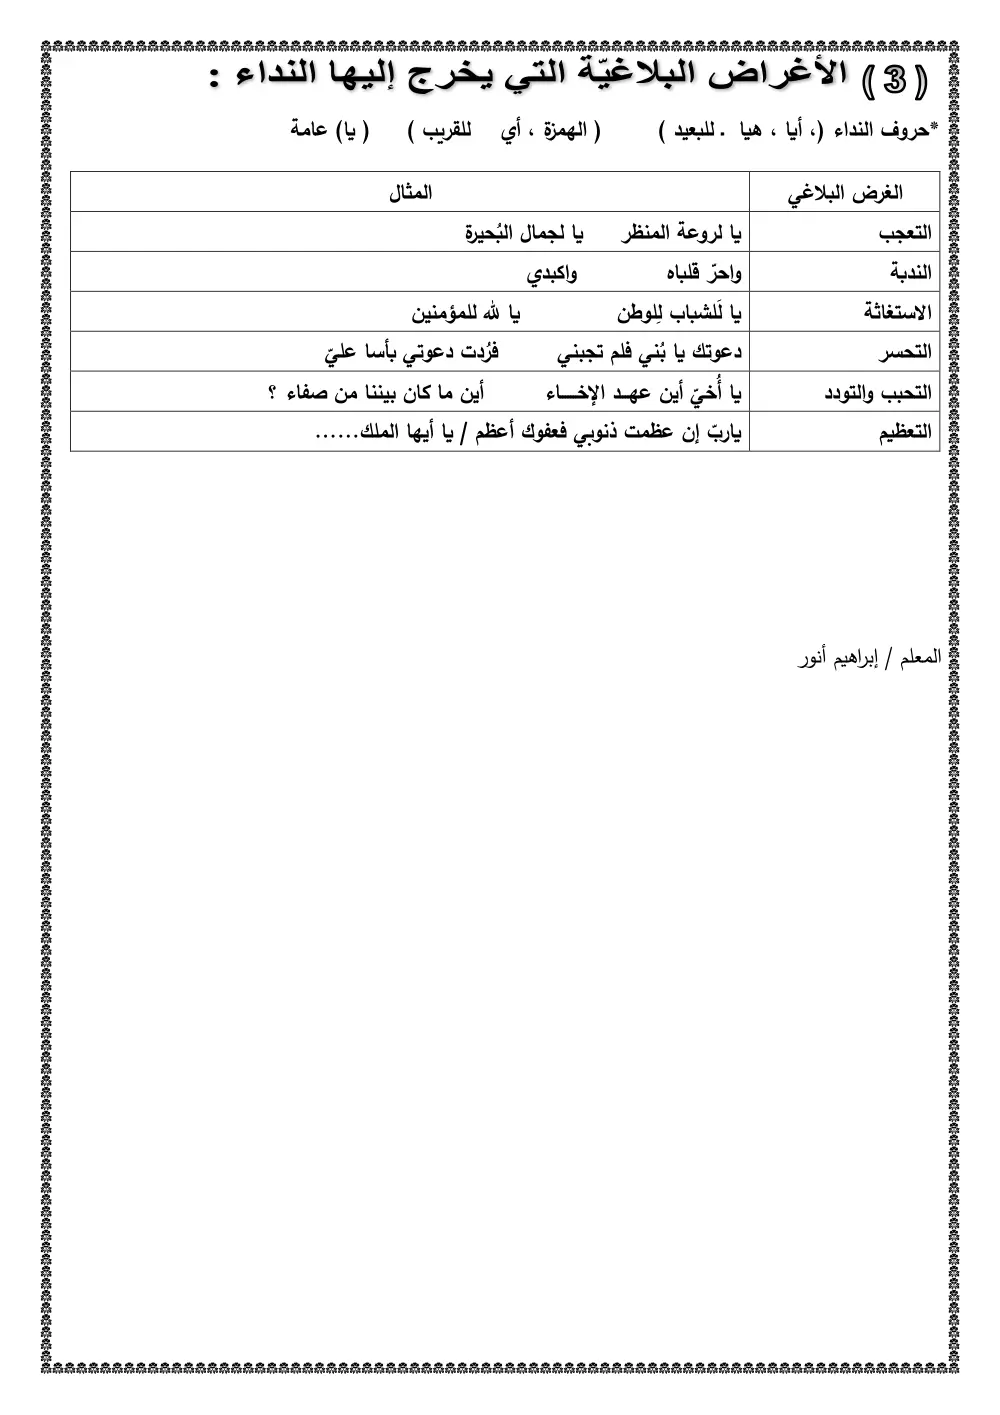 ( 3 ) الأغراض البلاغيّة التي يخرج إليها النداء :
*حروف النداء (، أيا ، هيا . للبعيد ) ( الهمزة ، أي للقريب ) ( يا) عامة
الغرض البلاغي المثال
التعجب يا لروعة المنظر يا لجمال البُحيرة
الندبة واحرّ قلباه واكبدي
الاستغاثة يا لَلشباب لِلوطن يا لله للمؤمنين
التحسر دعوتك يا بُني فلم تجبني فرُدت دعوتي بأسا عليّ
التحبب والتودد يا أُخيّ أين عهـد الإخــــاء أين ما كان بيننا من صفاء ؟
التعظيم ياربّ إن عظمت ذنوبي فعفوك أعظم / يا أيها الملك......
المعلم / إبراهيم أنور